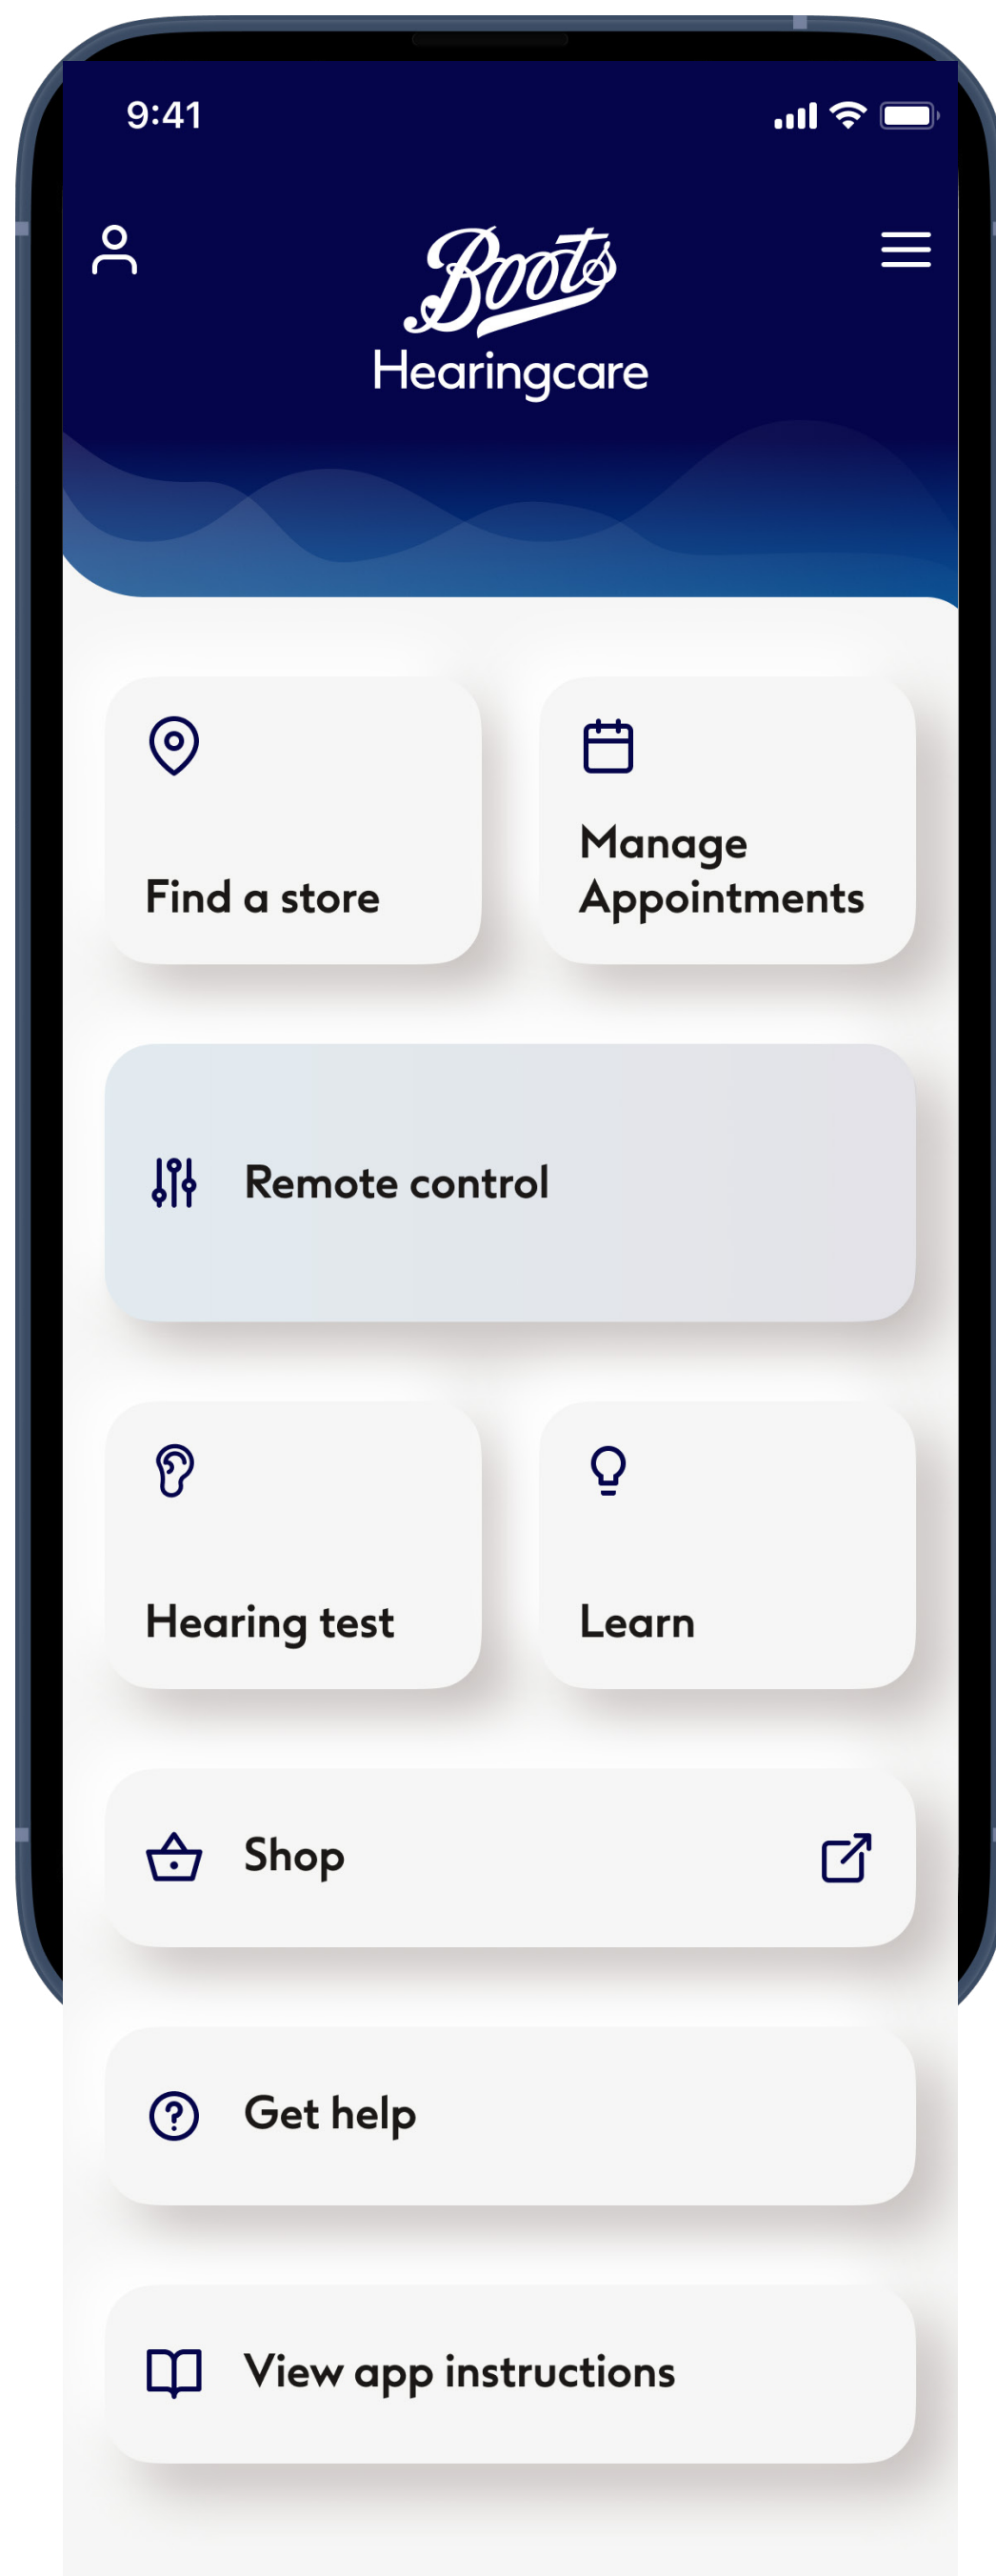 9:41
Boots
Hearingcare
Find a store
Manage
Appointments
Remote control
Hearing test
Learn
Shop
Get help
View app instructions